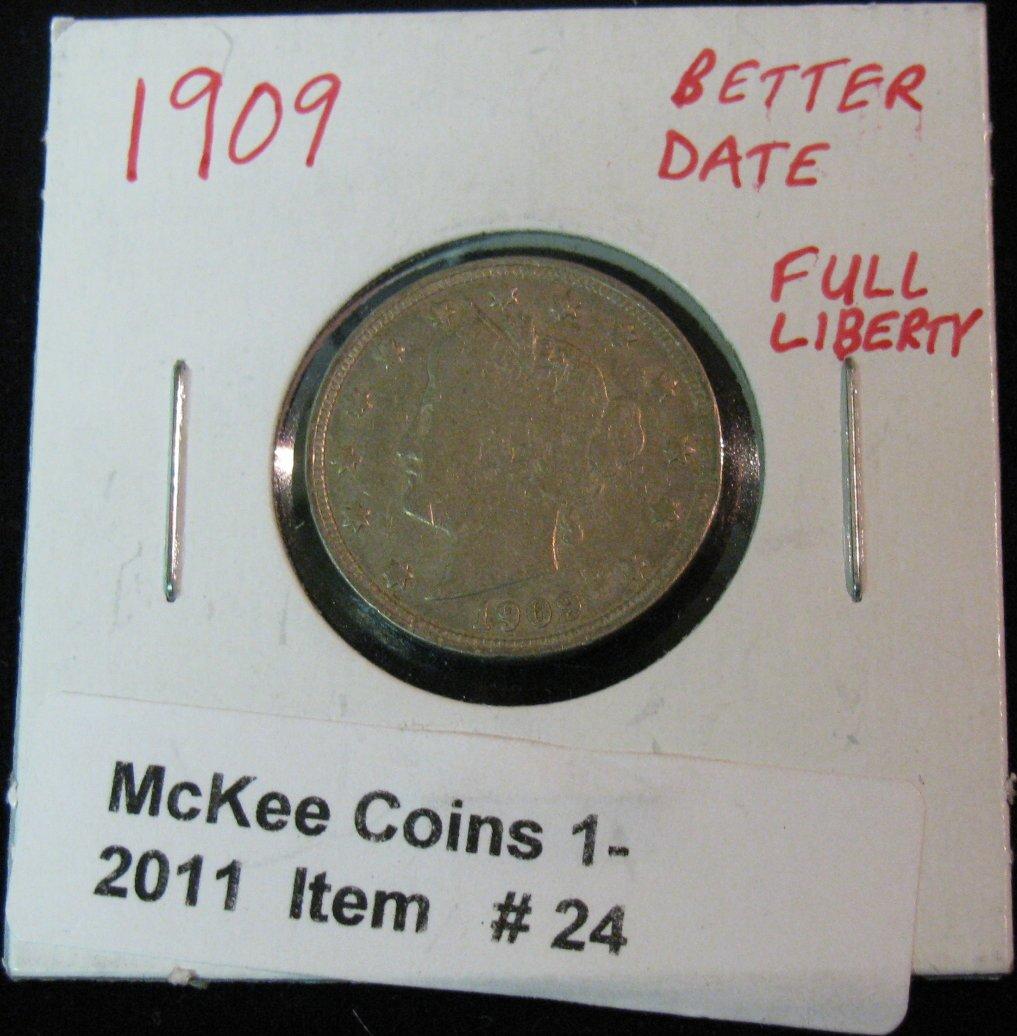 1909
BETTER
DATE
FULL
LIBERTY
1909
McKee Coins 1-
2011 Item # 24